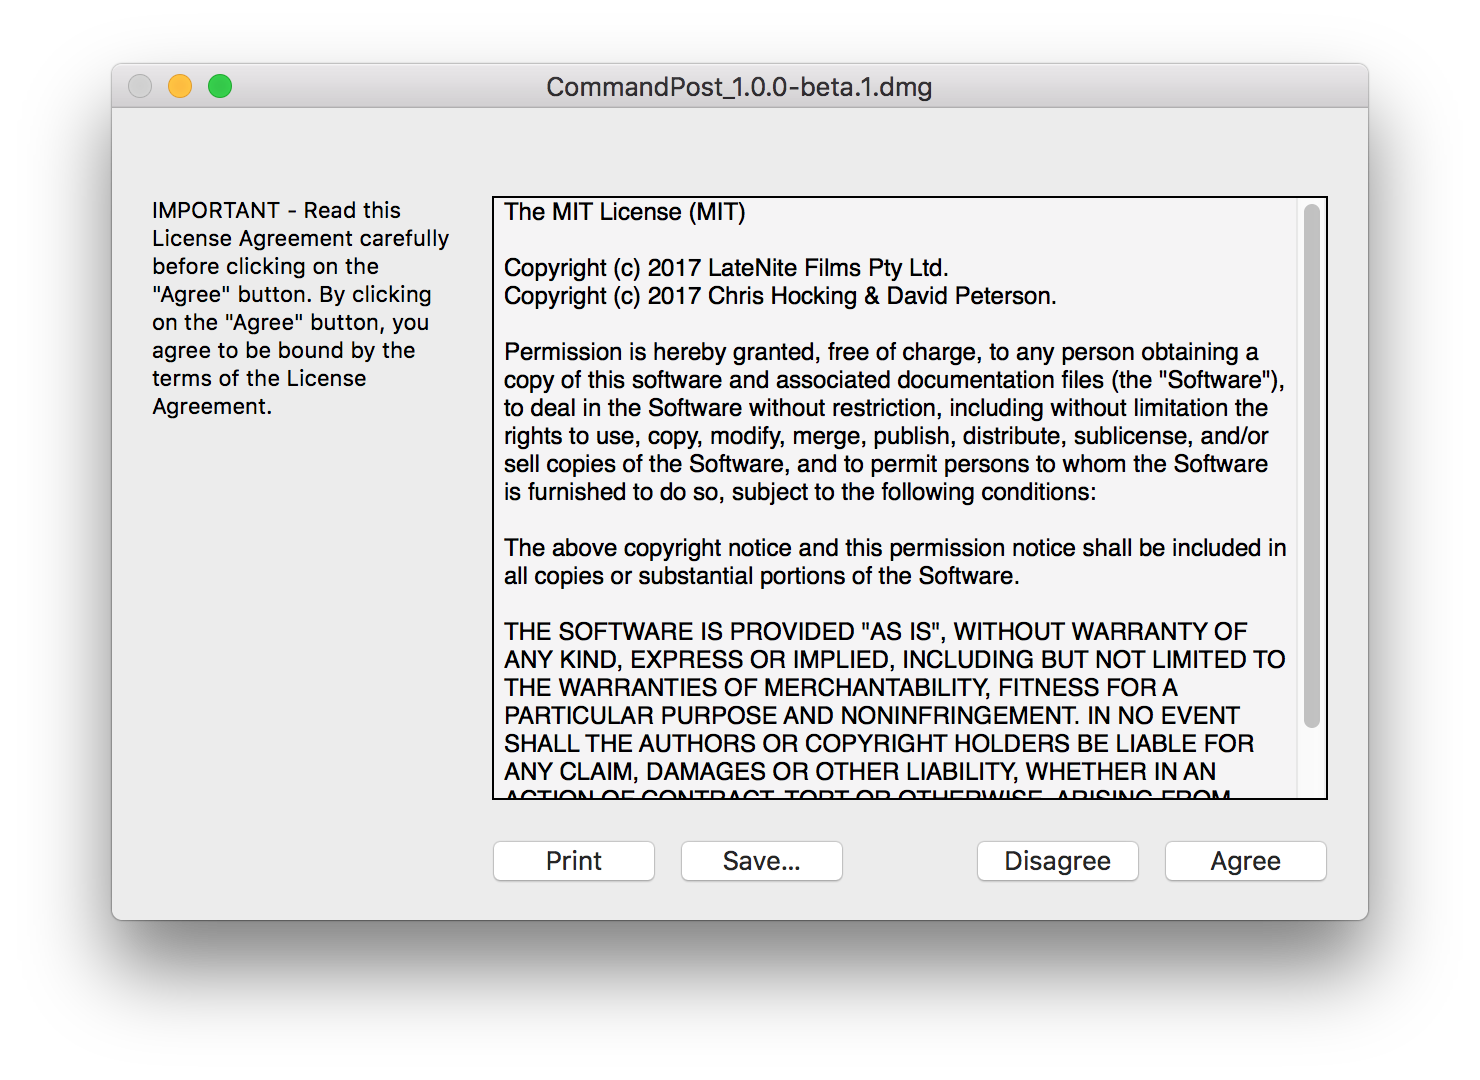 CommandPost_1.0.0-beta.1.dmg
IMPORTANT - Read this
License Agreement carefully
before clicking on the
"Agree" button. By clicking
on the "Agree" button, you
agree to be bound by the
terms of the License
Agreement.
The MIT License (MIT)
Copyright (c) 2017 LateNite Films Pty Ltd.
Copyright (c) 2017 Chris Hocking & David Peterson.
Permission is hereby granted, free of charge, to any person obtaining a
copy of this software and associated documentation files (the "Software"),
to deal in the Software without restriction, including without limitation the
rights to use, copy, modify, merge, publish, distribute, sublicense, and/or
sell copies of the Software, and to permit persons to whom the Software
is furnished to do so, subject to the following conditions:
The above copyright notice and this permission notice shall be included in
all copies or substantial portions of the Software.
THE SOFTWARE IS PROVIDED "AS IS", WITHOUT WARRANTY OF
ANY KIND, EXPRESS OR IMPLIED, INCLUDING BUT NOT LIMITED TO
THE WARRANTIES OF MERCHANTABILITY, FITNESS FOR A
PARTICULAR PURPOSE AND NONINFRINGEMENT. IN NO EVENT
SHALL THE AUTHORS OR COPYRIGHT HOLDERS BE LIABLE FOR
ANY CLAIM, DAMAGES OR OTHER LIABILITY, WHETHER IN AN
ACTION OF CONTRACT, TORT OR OTHERWISE, ARISING FROM
Print
Save...
Disagree
Agree